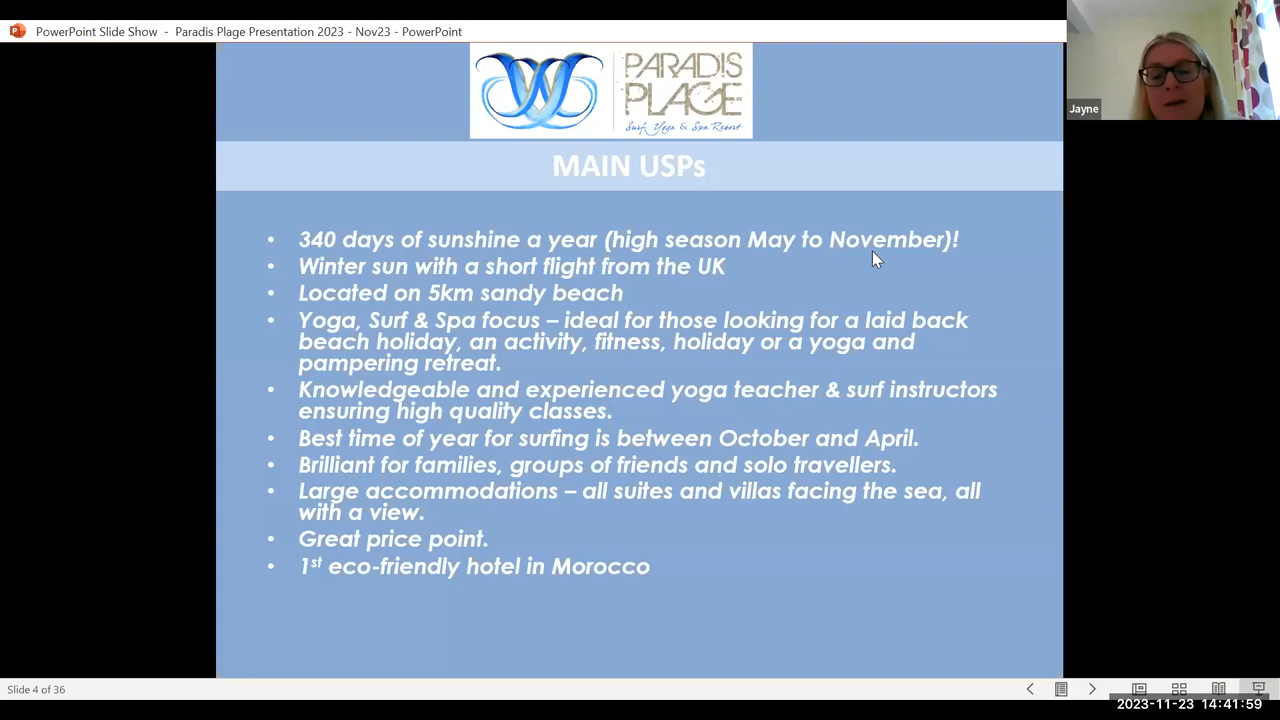 PowerPoint Slide Show - Paradis Plage Presentation 2023 - Nov23 - PowerPoint
PARADIS
PLAGE
Surf Yoga & Spa Resort
Jayne
MAIN USPs
• 340 days of sunshine a year (high season May to November)!
• Winter sun with a short flight from the UK
• Located on 5km sandy beach
• Yoga, Surf & Spa focus – ideal for those looking for a laid back
beach holiday, an activity, fitness, holiday or a yoga and
pampering retreat.
• Knowledgeable and experienced yoga teacher & surf instructors
ensuring high quality classes.
• Best time of year for surfing is between October and April.
• Brilliant for families, groups of friends and solo travellers.
• Large accommodations – all suites and villas facing the sea, all
with a view.
• Great price point.
• 1st eco-friendly hotel in Morocco
Slide 4 of 36
2023-11-23 14:41:59